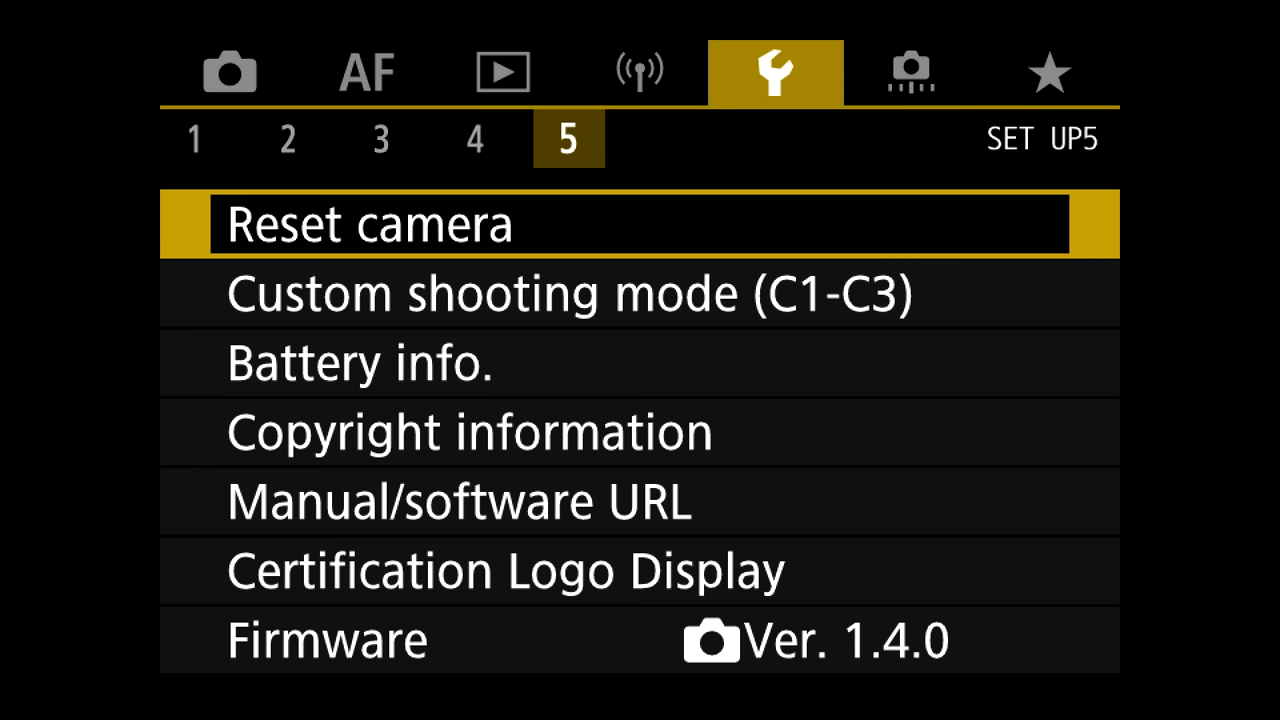 AF
1 2 3 4 5 SET UP5
Reset camera
Custom shooting mode (C1-C3)
Battery info.
Copyright information
Manual/software URL
Certification Logo Display
Firmware Ver. 1.4.0